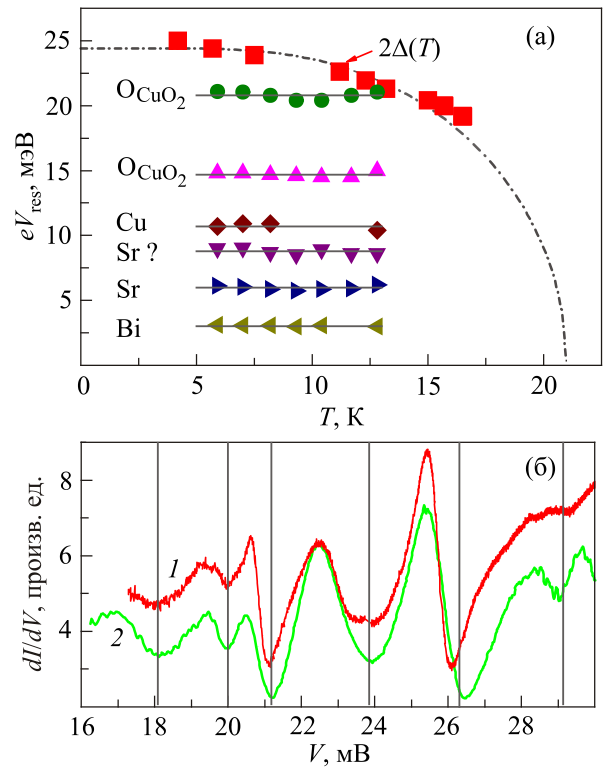 (а)
2Δ(T)
25
20
15
10
5
eV_res, мэВ
O_CuO2
O_CuO2
Cu
Sr ?
Sr
Bi
0 5 10 15 20
T, К
(б)
8
6
4
dI/dV, произв. ед.
1
2
16 18 20 22 24 26 28
V, мВ